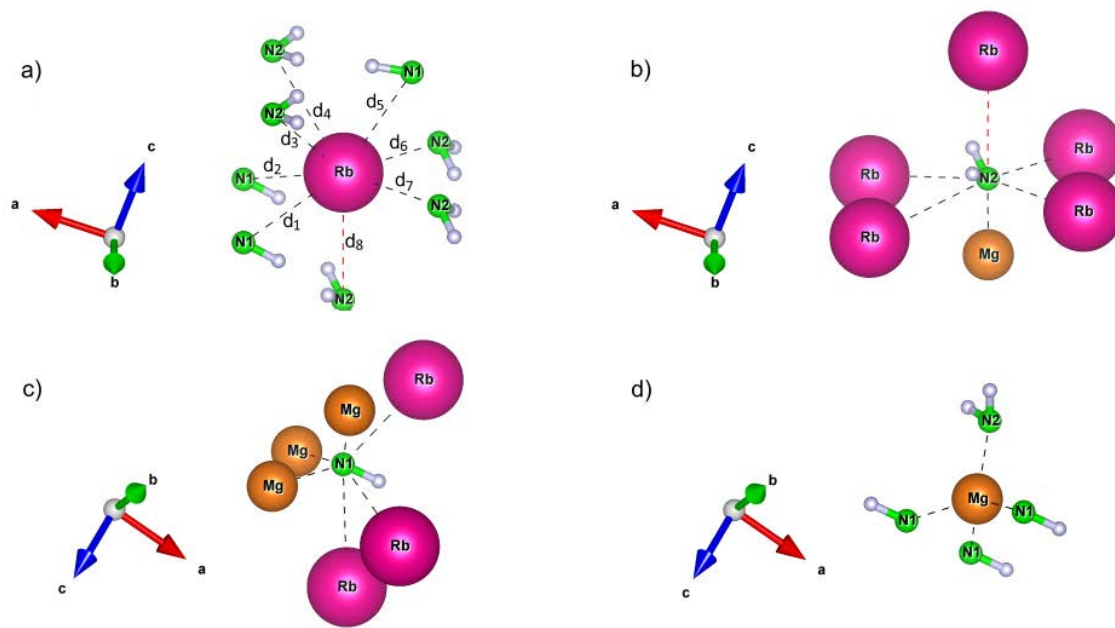 a)
N2
N2
N1
N1
N1
N2
N2
N2
Rb
d₁
d₂
d₃
d₄
d₅
d₆
d₇
d₈
a
b
c
b)
Rb
Rb
Rb
Rb
Rb
N2
Mg
a
b
c
c)
Rb
Mg
Mg
Mg
N1
Rb
Rb
a
b
c
d)
N2
Mg
N1
N1
N1
a
b
c